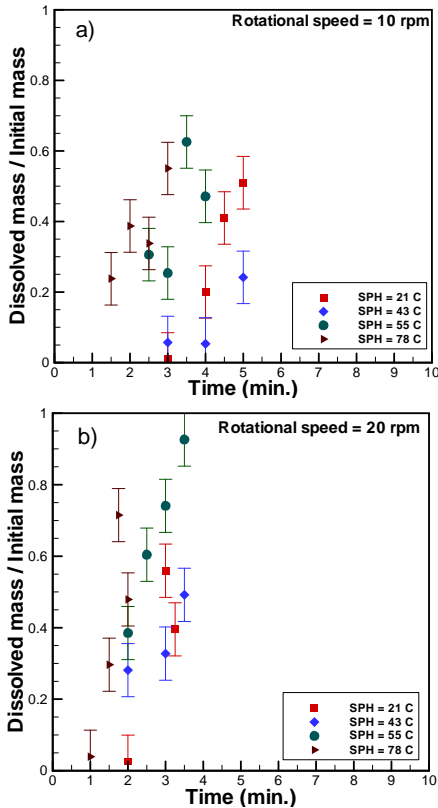 a)
Rotational speed = 10 rpm
Dissolved mass / Initial mass
1
0.8
0.6
0.4
0.2
0
SPH = 21 C
SPH = 43 C
SPH = 55 C
SPH = 78 C
0 1 2 3 4 5 6 7 8 9 10
Time (min.)
b)
Rotational speed = 20 rpm
Dissolved mass / Initial mass
1
0.8
0.6
0.4
0.2
0
SPH = 21 C
SPH = 43 C
SPH = 55 C
SPH = 78 C
0 1 2 3 4 5 6 7 8 9 10
Time (min.)